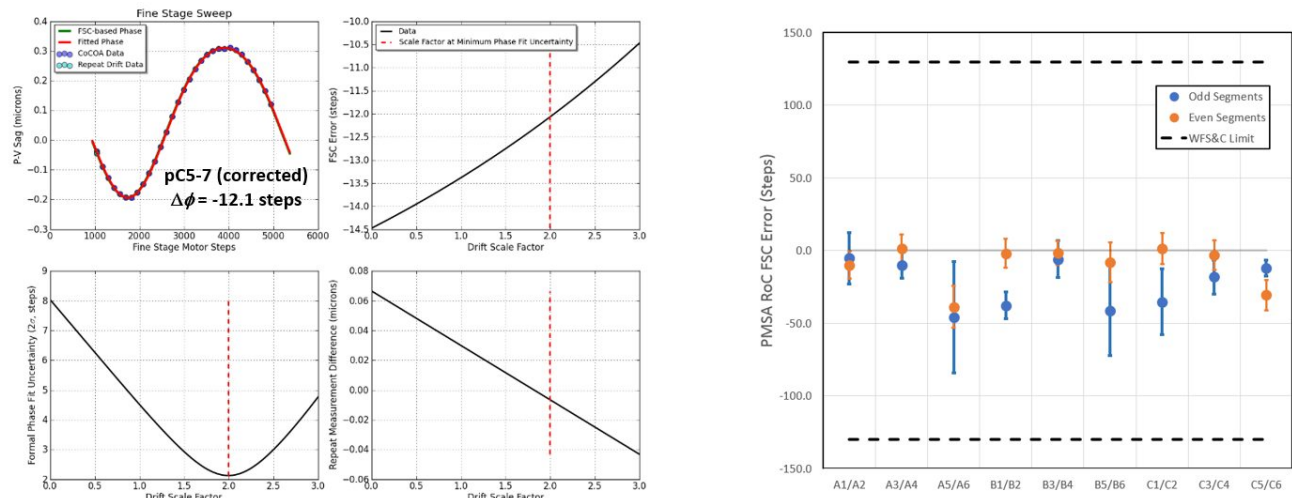 Fine Stage Sweep
FSC-based Phase
Fitted Phase
CoCOA Data
Repeat Drift Data
P-V Sag (microns)
0.4
0.3
0.2
0.1
0.0
−0.1
−0.2
−0.3
pC5-7 (corrected)
Δϕ = -12.1 steps
0 1000 2000 3000 4000 5000 6000
Fine Stage Motor Steps
Data
Scale Factor at Minimum Phase Fit Uncertainty
FSC Error (steps)
−10.0
−10.5
−11.0
−11.5
−12.0
−12.5
−13.0
−13.5
−14.0
−14.5
0.0 0.5 1.0 1.5 2.0 2.5 3.0
Drift Scale Factor
Formal Phase Fit Uncertainty (2σ, steps)
9
8
7
6
5
4
3
2
0.0 0.5 1.0 1.5 2.0 2.5 3.0
Drift Scale Factor
Repeat Measurement Difference (microns)
0.08
0.06
0.04
0.02
0.00
−0.02
−0.04
−0.06
0.0 0.5 1.0 1.5 2.0 2.5 3.0
Drift Scale Factor
PMSA RoC FSC Error (Steps)
150.0
100.0
50.0
0.0
-50.0
-100.0
-150.0
Odd Segments
Even Segments
WFS&C Limit
A1/A2 A3/A4 A5/A6 B1/B2 B3/B4 B5/B6 C1/C2 C3/C4 C5/C6